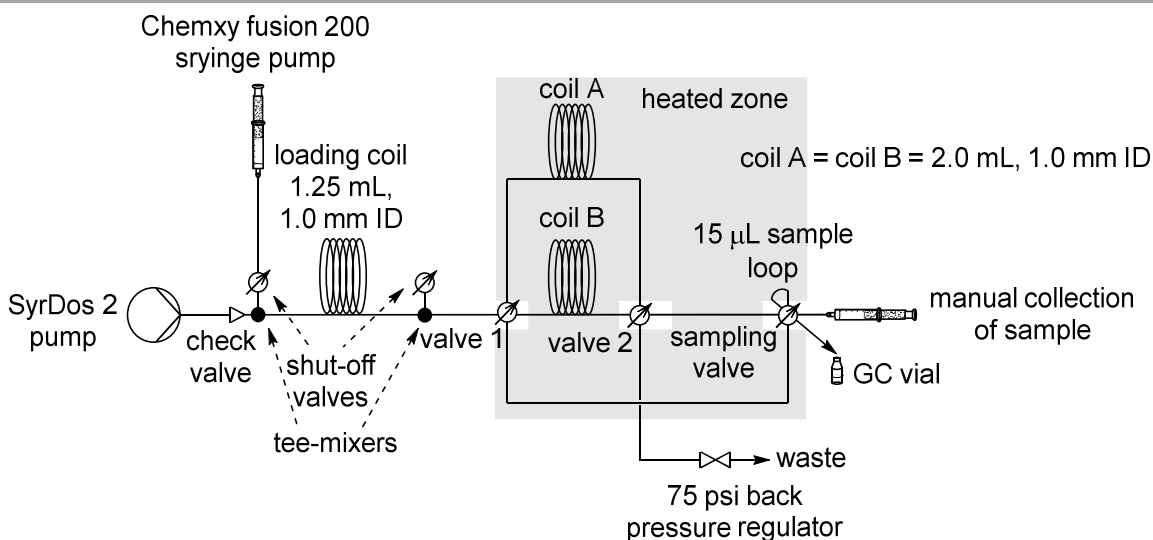 Chemxy fusion 200
sryinge pump
coil A
heated zone
loading coil
1.25 mL,
1.0 mm ID
coil A = coil B = 2.0 mL, 1.0 mm ID
coil B
15 μL sample
loop
SyrDos 2
pump
manual collection
of sample
check
valve
shut-off
valves
valve 1
valve 2
sampling
valve
GC vial
tee-mixers
waste
75 psi back
pressure regulator